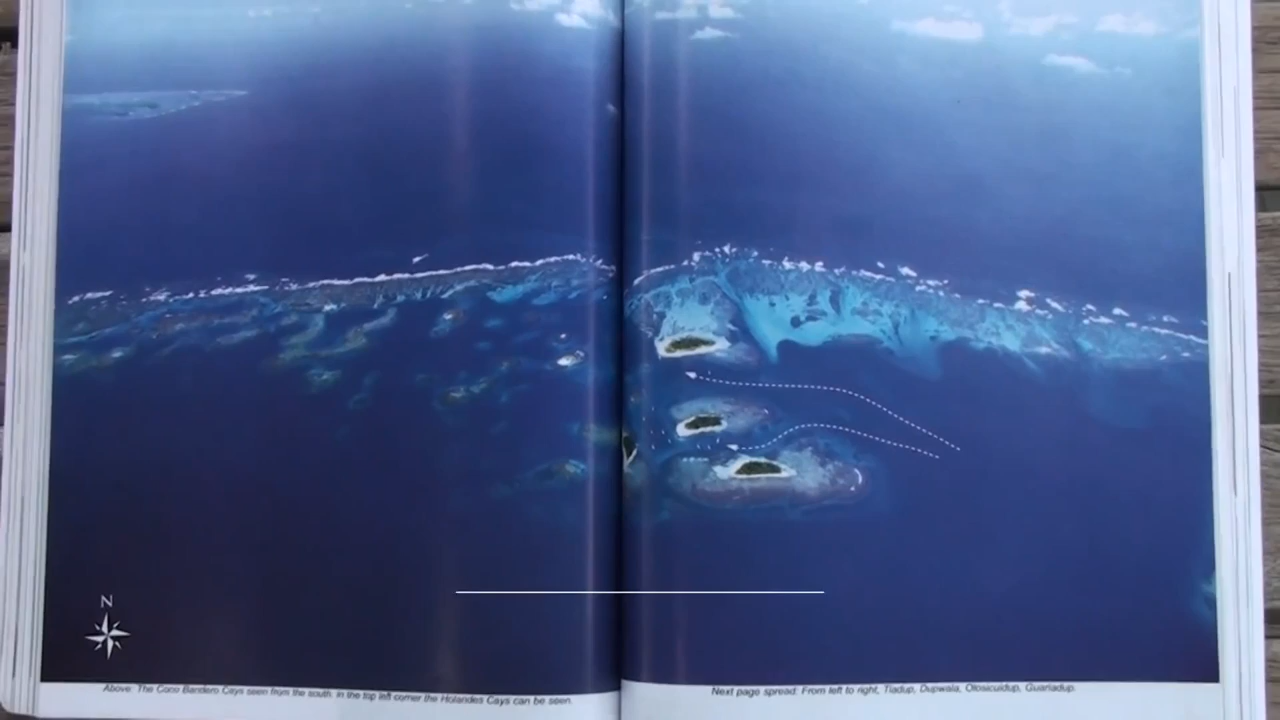 N
Above: The Coco Bandero Cays seen from the south. In the top left corner the Holandes Cays can be seen.
Next page spread: From left to right, Tiadup, Dupwala, Olosicuidup, Guariadup.